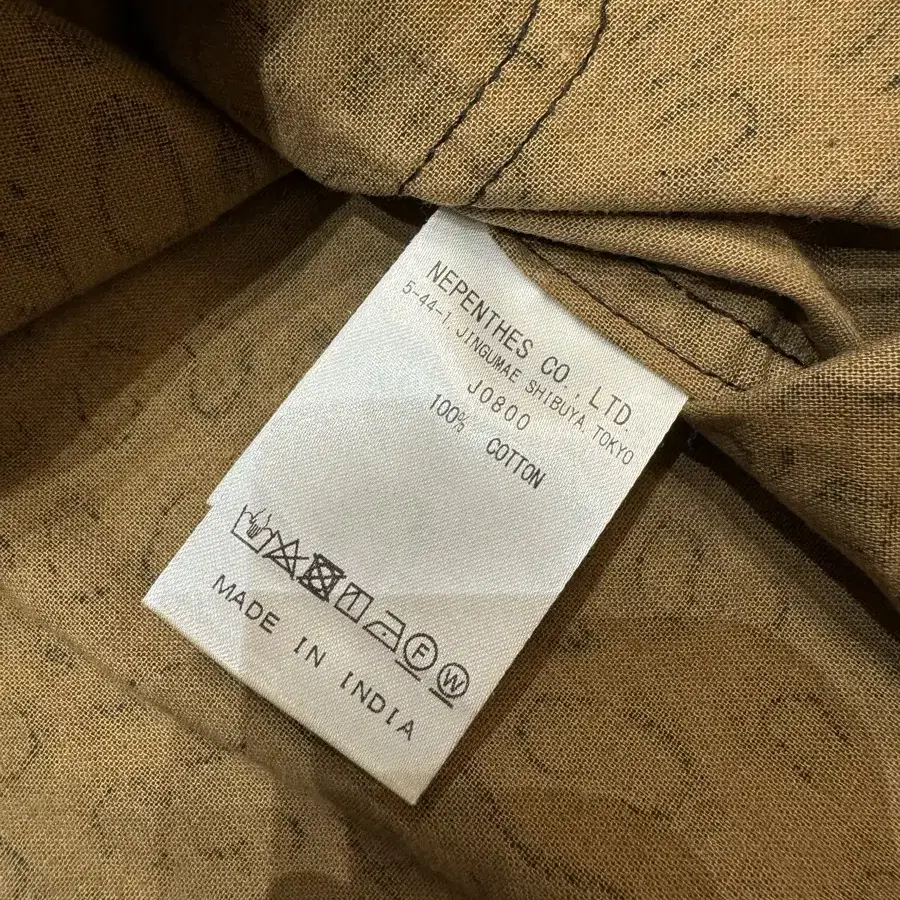 NEPENTHES CO., LTD.
5-44-1, JINGUMAE SHIBUYA TOKYO
J0800
100% COTTON
F W
MADE IN INDIA